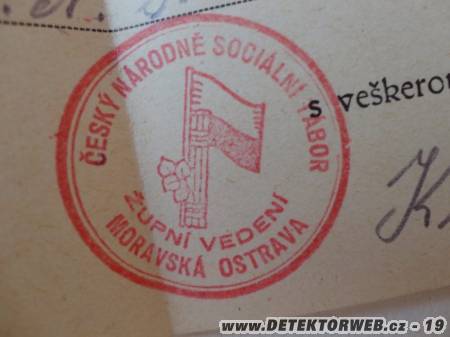 ČESKÝ NÁRODNĚ SOCIÁLNÍ TÁBOR
ŽUPNÍ VEDENÍ
MORAVSKÁ OSTRAVA
s veškerou
www.DETEKTORWEB.cz - 19